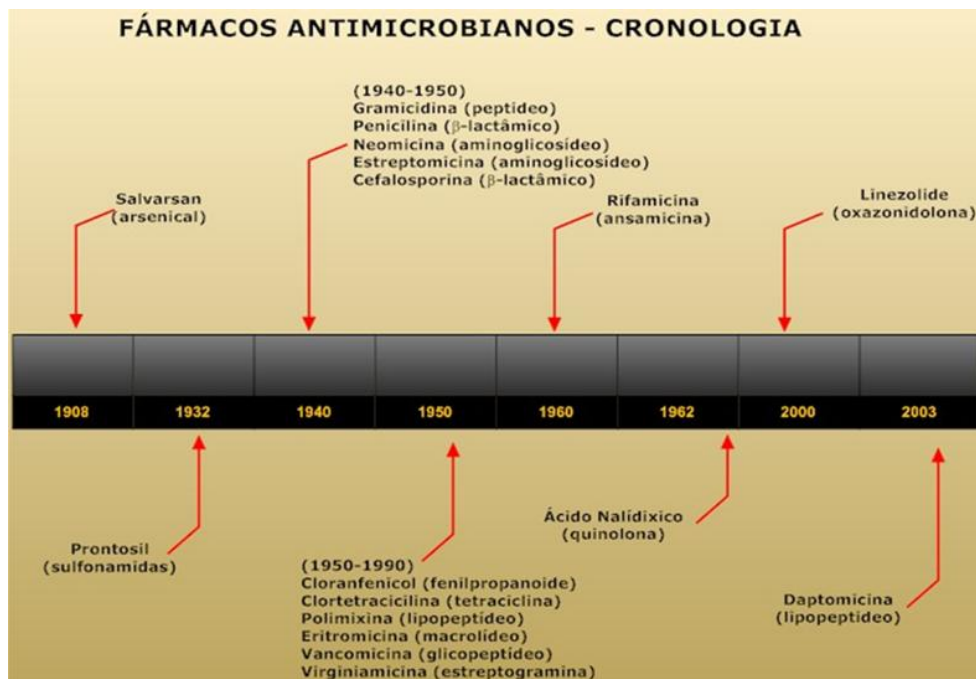 FÁRMACOS ANTIMICROBIANOS - CRONOLOGIA
(1940-1950)
Gramicidina (peptídeo)
Penicilina (β-lactâmico)
Neomicina (aminoglicosídeo)
Estreptomicina (aminoglicosídeo)
Cefalosporina (β-lactâmico)
Salvarsan
(arsenical)
Rifamicina
(ansamicina)
Linezolide
(oxazonidolona)
1908 1932 1940 1950 1960 1962 2000 2003
Prontosil
(sulfonamidas)
(1950-1990)
Cloranfenicol (fenilpropanoide)
Clortetracicilina (tetraciclina)
Polimixina (lipopeptídeo)
Eritromicina (macrolídeo)
Vancomicina (glicopeptídeo)
Virginiamicina (estreptogramina)
Ácido Nalídixico
(quinolona)
Daptomicina
(lipopeptideo)